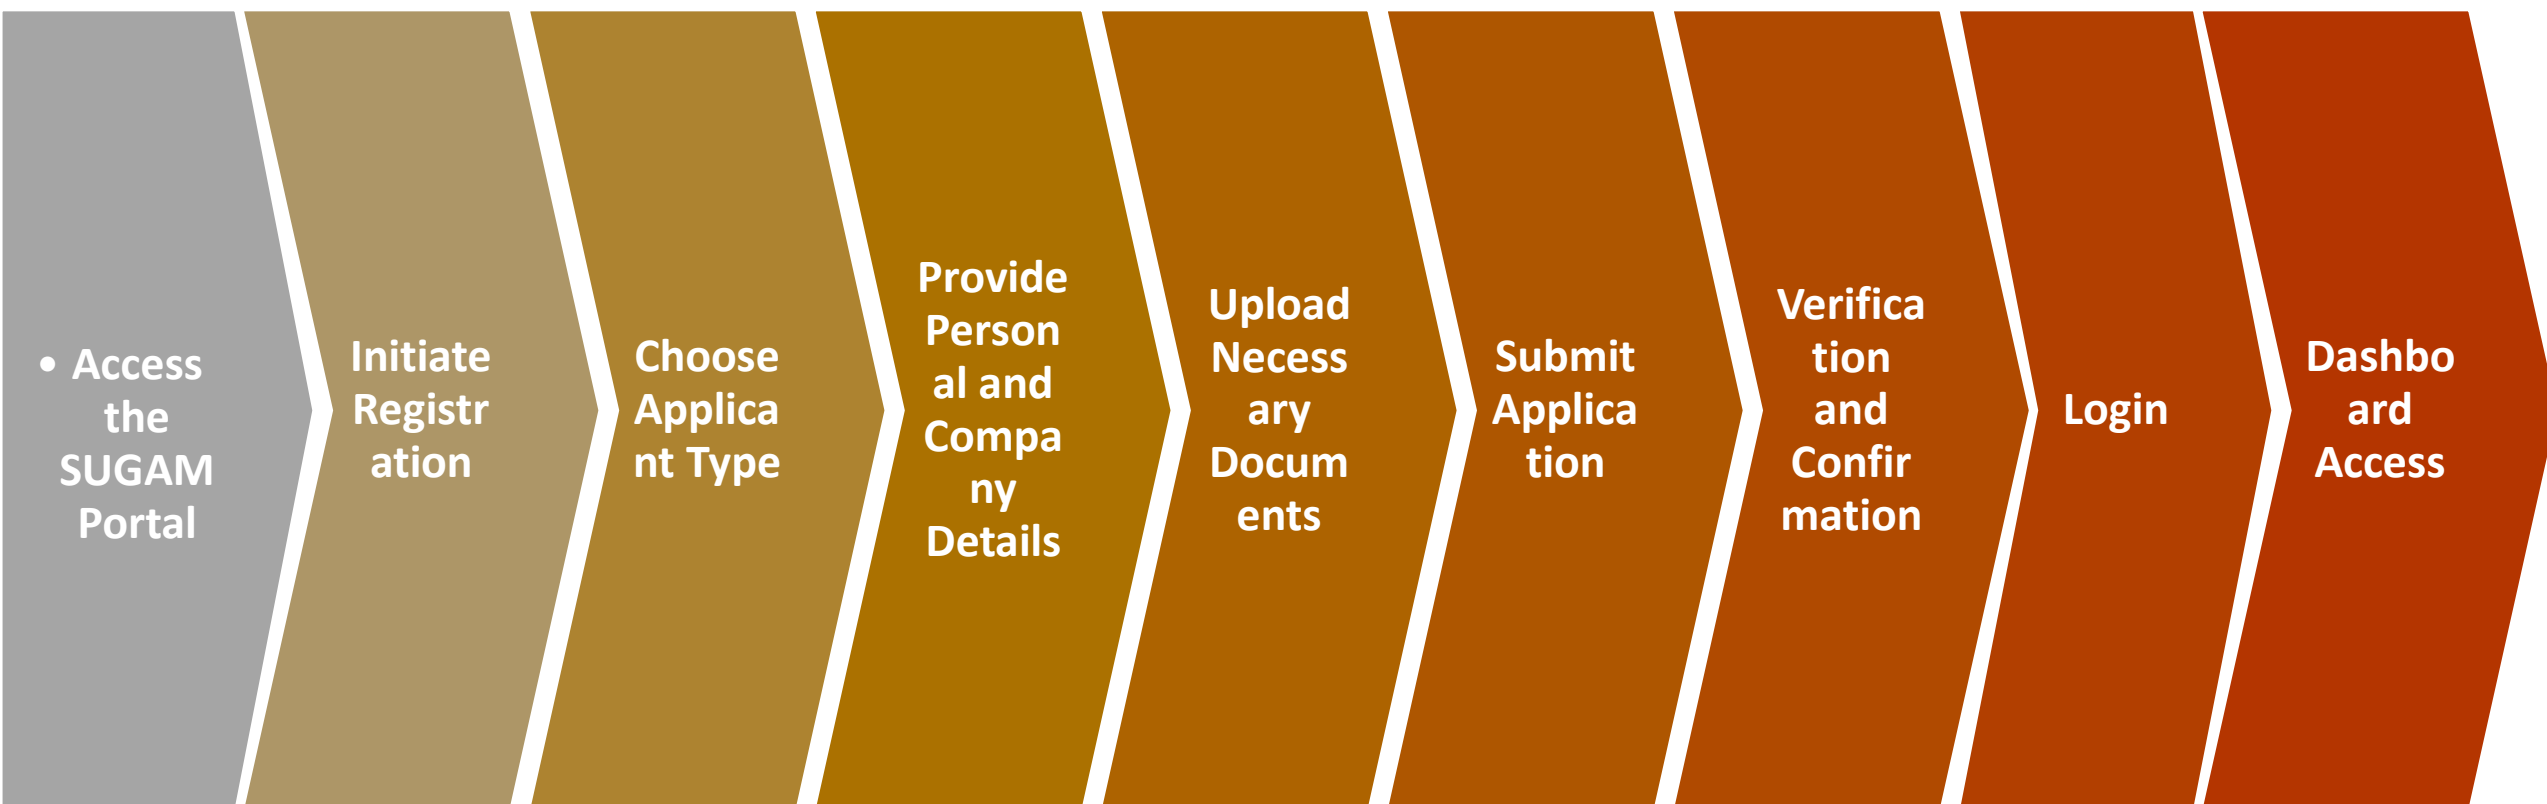 • Access
the
SUGAM
Portal
Initiate
Registr
ation
Choose
Applica
nt Type
Provide
Person
al and
Compa
ny
Details
Upload
Necess
ary
Docum
ents
Submit
Applica
tion
Verifica
tion
and
Confir
mation
Login
Dashbo
ard
Access